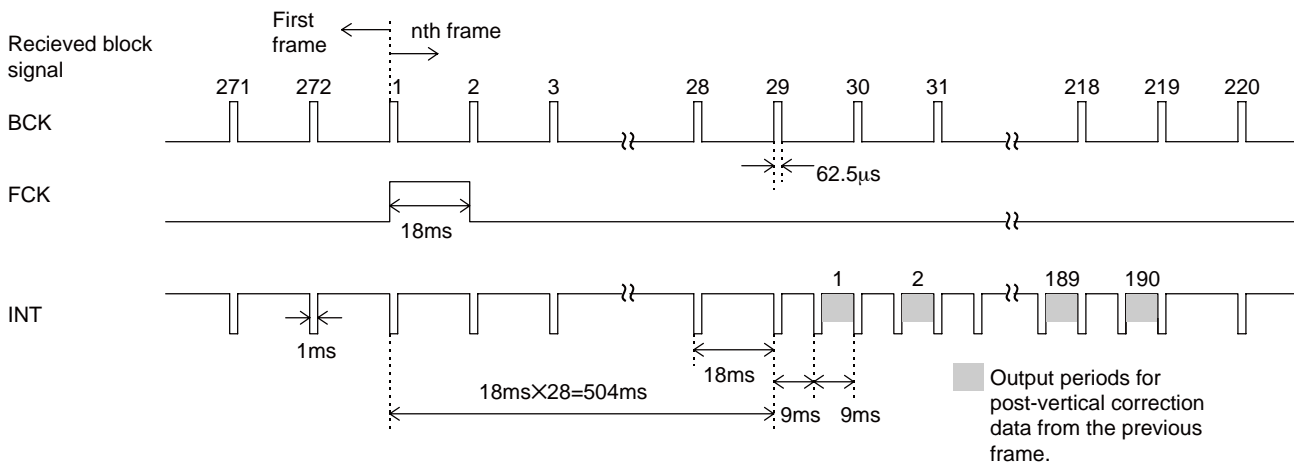 First
frame
nth frame
Recieved block
signal
271 272 1 2 3 28 29 30 31 218 219 220
BCK
62.5μs
FCK
18ms
1 2 189 190
INT
1ms
18ms
18ms×28=504ms
9ms 9ms
Output periods for
post-vertical correction
data from the previous
frame.